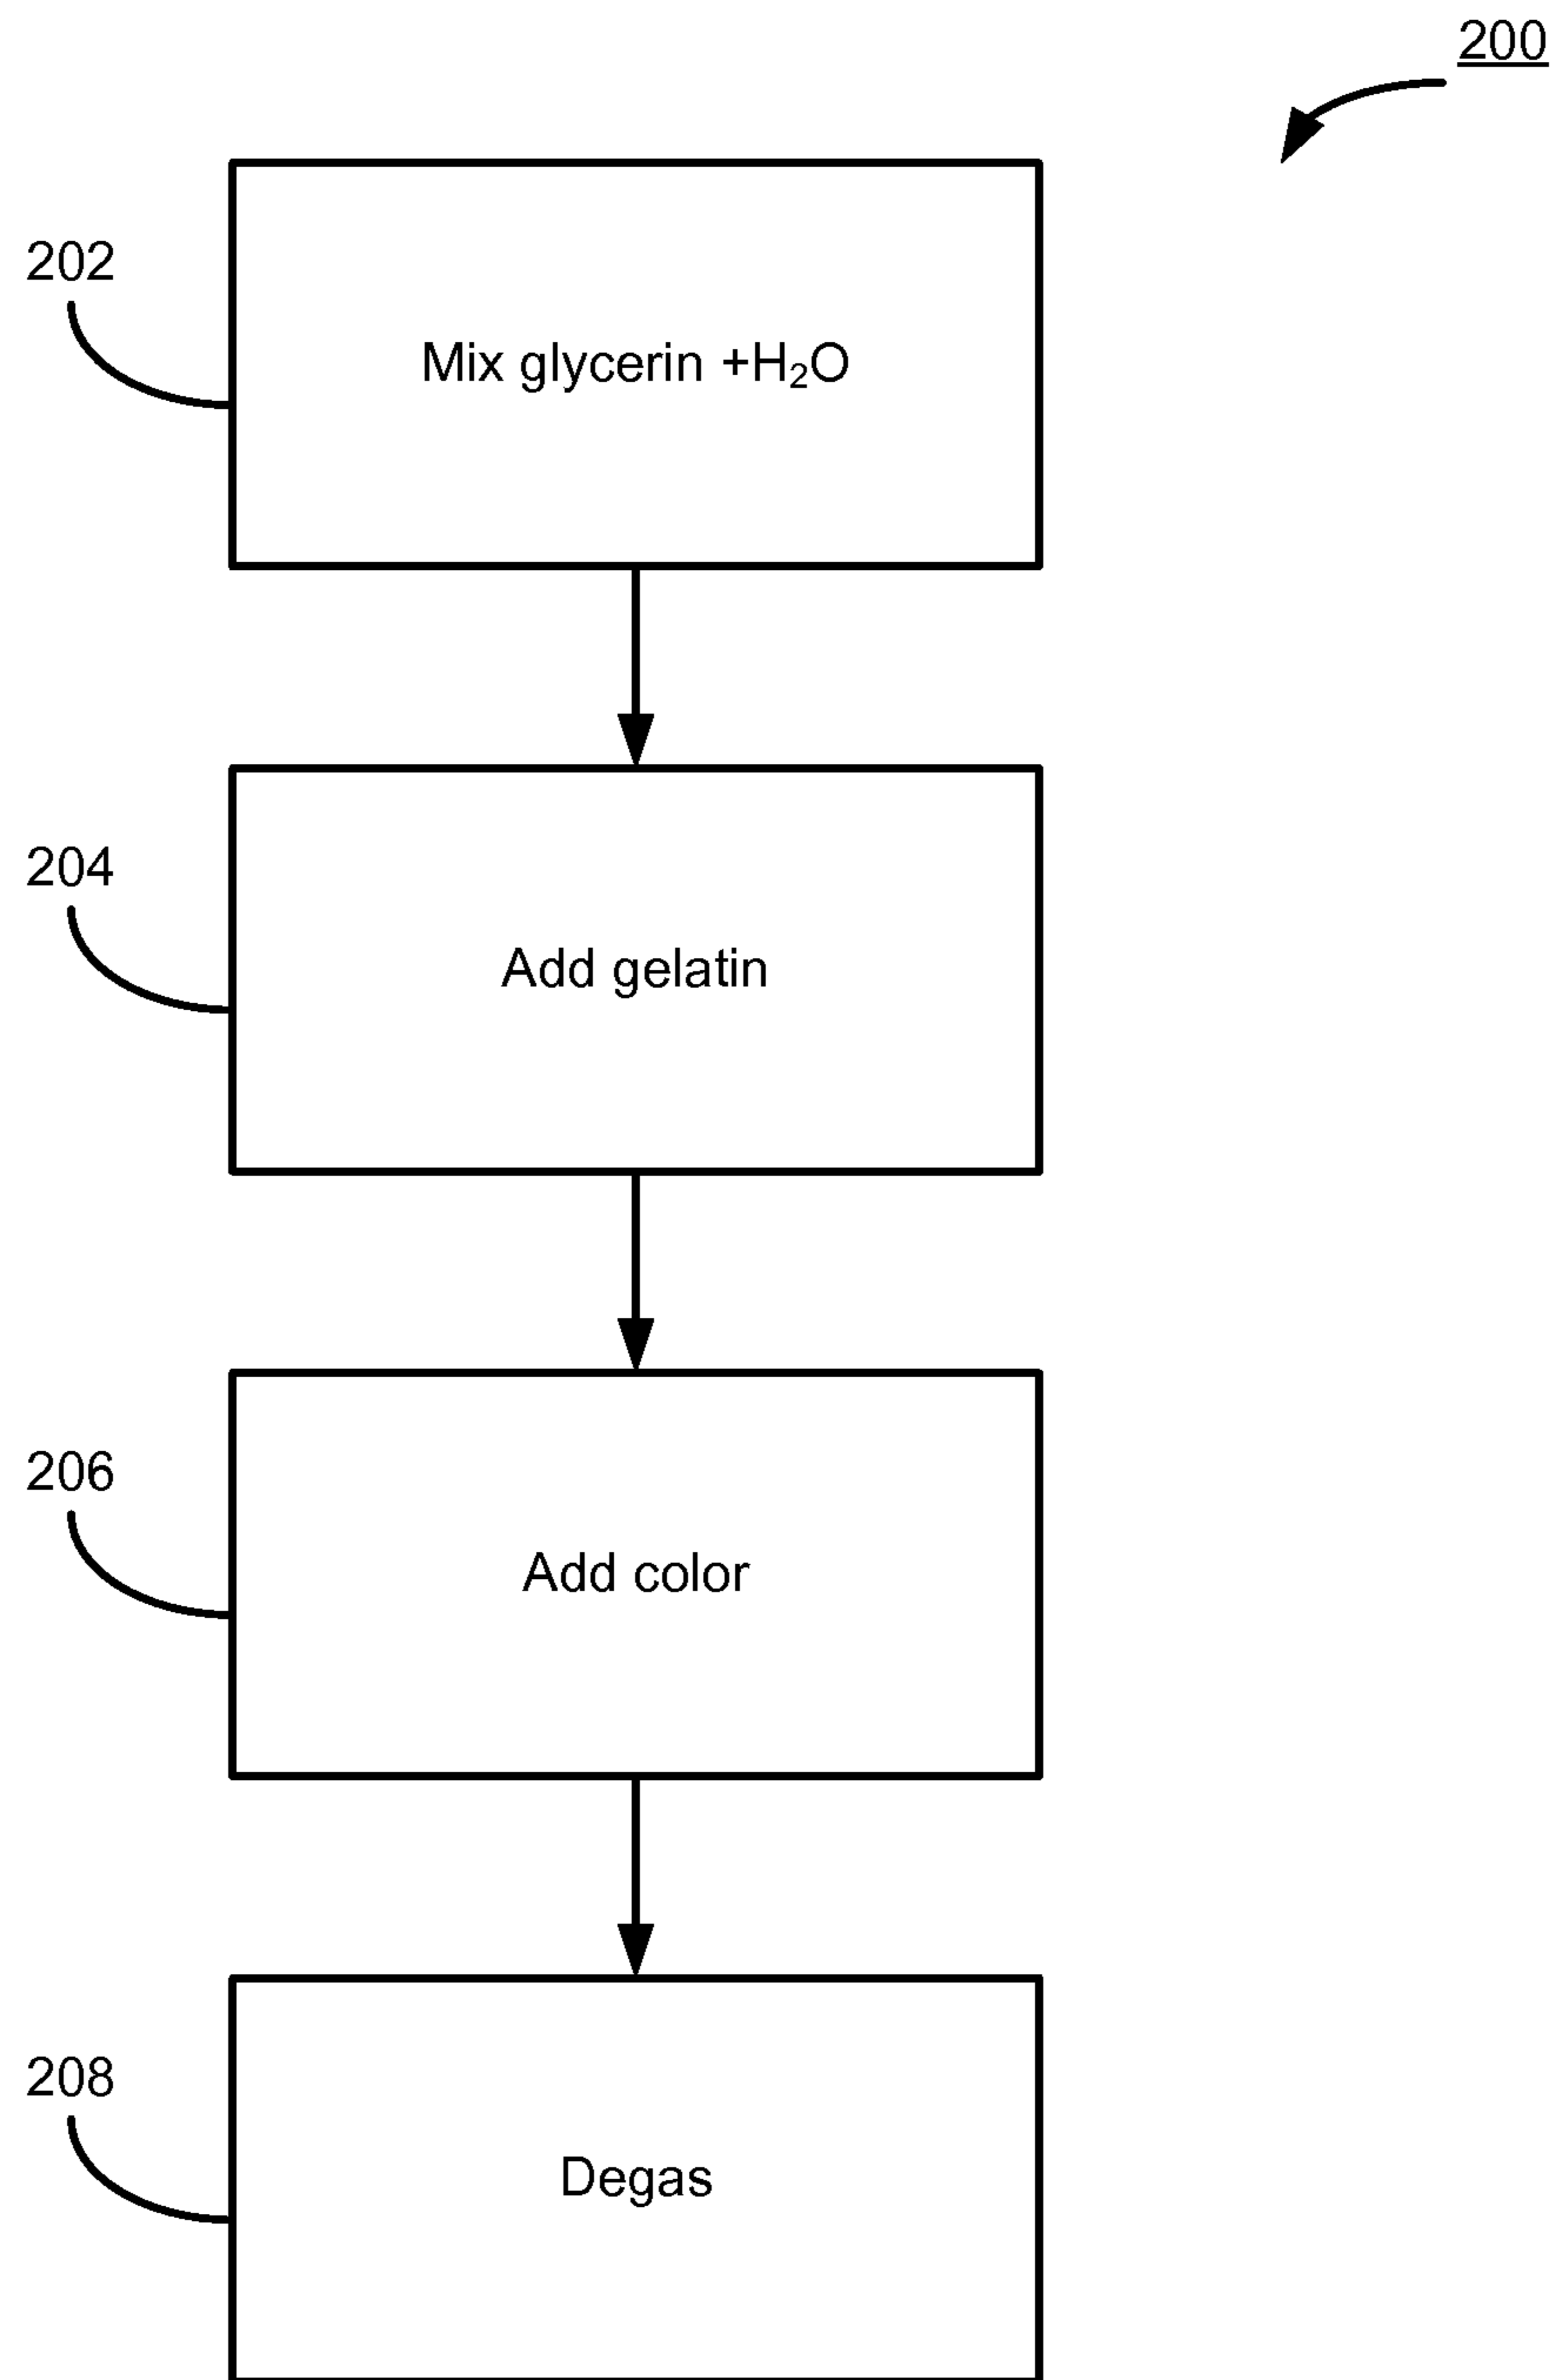 200
202
Mix glycerin +H₂O
204
Add gelatin
206
Add color
208
Degas